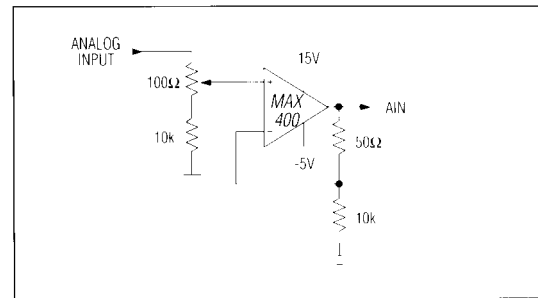 ANALOG
INPUT
100Ω
10k
+
-
MAX
400
15V
-5V
AIN
50Ω
10k